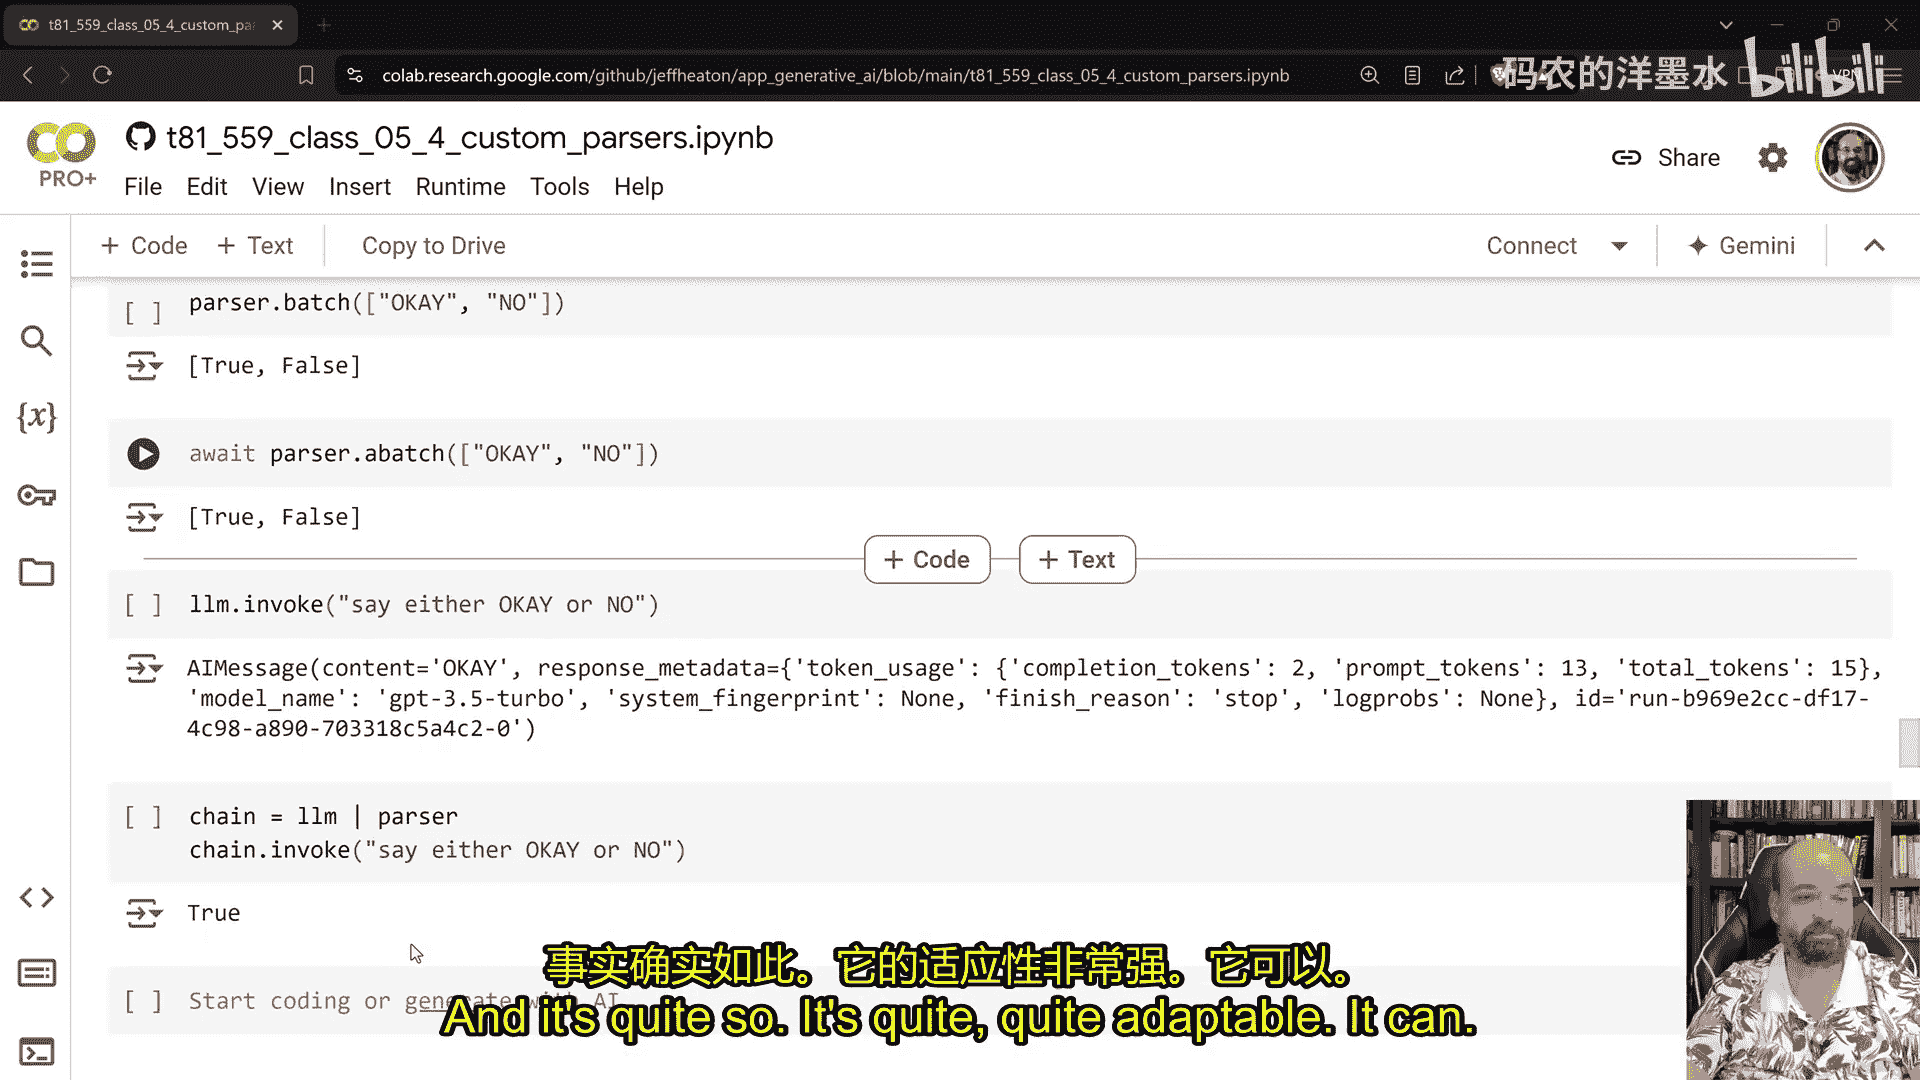 t81_559_class_05_4_custom_pa
colab.research.google.com/github/jeffheaton/app_generative_ai/blob/main/t81_559_class_05_4_custom_parsers.ipynb
码农的洋墨水 bilibili
VPN
CO
PRO+
t81_559_class_05_4_custom_parsers.ipynb
File Edit View Insert Runtime Tools Help
Share
+ Code + Text Copy to Drive
Connect Gemini
[ ] parser.batch(["OKAY", "NO"])
[True, False]
await parser.abatch(["OKAY", "NO"])
[True, False]
+ Code + Text
[ ] llm.invoke("say either OKAY or NO")
AIMessage(content='OKAY', response_metadata={'token_usage': {'completion_tokens': 2, 'prompt_tokens': 13, 'total_tokens': 15},
'model_name': 'gpt-3.5-turbo', 'system_fingerprint': None, 'finish_reason': 'stop', 'logprobs': None}, id='run-b969e2cc-df17-
4c98-a890-703318c5a4c2-0')
[ ] chain = llm | parser
chain.invoke("say either OKAY or NO")
True
[ ] Start coding or generate with AI.
事实确实如此。它的适应性非常强。它可以。
And it's quite so. It's quite, quite adaptable. It can.